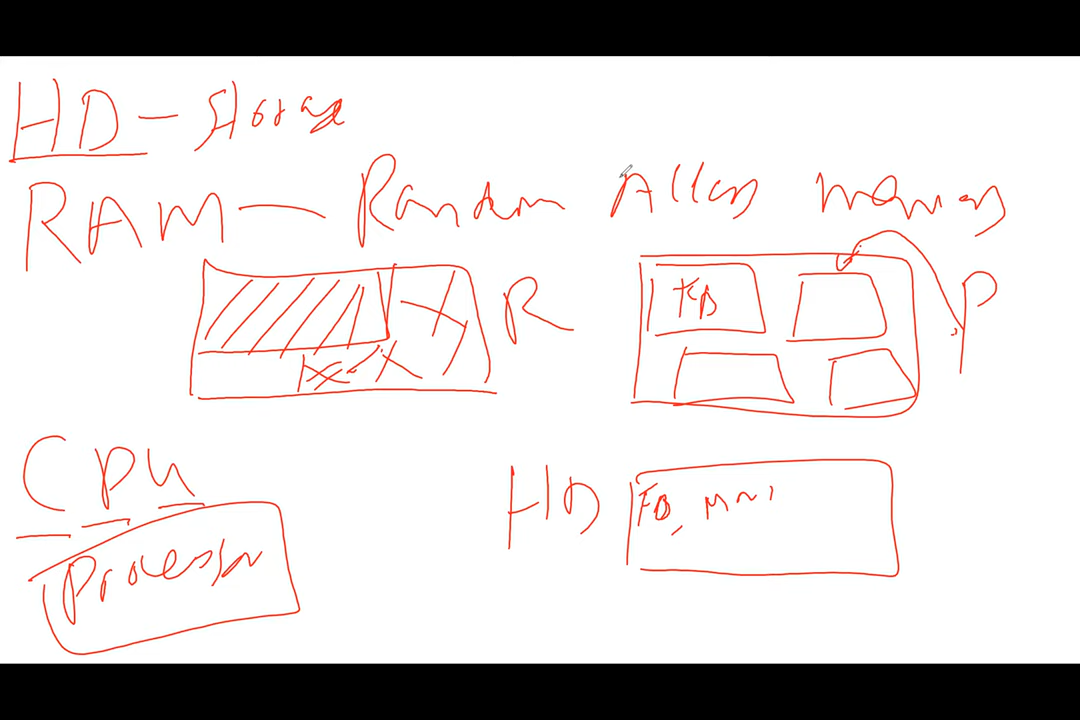 HD - Storage
RAM - Random Access memory
R
FB
P
CPU
Processor
HD
FB,